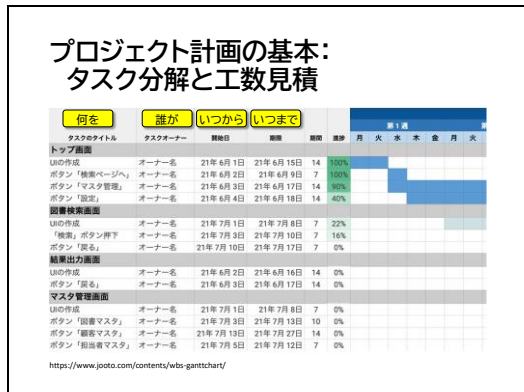 プロジェクト計画の基本:
タスク分解と工数見積
何を 誰が いつから いつまで
第1週
タスクのタイトル タスクオーナー 開始日 期限 期間 進捗 月 火 水 木 金 月 火
トップ画面
UIの作成 オーナー名 21年 6月 1日 21年 6月 15日 14 100%
ボタン「検索ページへ」 オーナー名 21年 6月 2日 21年 6月 9日 7 100%
ボタン「マスタ管理」 オーナー名 21年 6月 3日 21年 6月 17日 14 90%
ボタン「設定」 オーナー名 21年 6月 4日 21年 6月 18日 14 40%
図書検索画面
UIの作成 オーナー名 21年 7月 1日 21年 7月 8日 7 22%
「検索」ボタン押下 オーナー名 21年 7月 3日 21年 7月 10日 7 16%
ボタン「戻る」 オーナー名 21年 7月 10日 21年 7月 17日 7 0%
結果出力画面
UIの作成 オーナー名 21年 6月 2日 21年 6月 16日 14 0%
ボタン「戻る」 オーナー名 21年 6月 3日 21年 6月 17日 14 0%
マスタ管理画面
UIの作成 オーナー名 21年 7月 1日 21年 7月 8日 7 0%
ボタン「図書マスタ」 オーナー名 21年 7月 3日 21年 7月 13日 10 0%
ボタン「顧客マスタ」 オーナー名 21年 7月 13日 21年 7月 27日 14 0%
ボタン「担当者マスタ」 オーナー名 21年 7月 5日 21年 7月 12日 7 0%
https://www.jooto.com/contents/wbs-ganttchart/